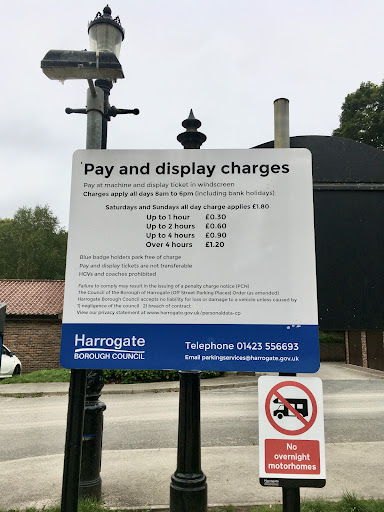 Pay and display charges
Pay at machine and display ticket in windscreen
Charges apply all days 8am to 6pm (including bank holidays)
Saturdays and Sundays all day charge applies £1.80
Up to 1 hour £0.30
Up to 2 hours £0.60
Up to 4 hours £0.90
Over 4 hours £1.20
Blue badge holders park free of charge
Pay and display tickets are not transferable
HGVs and coaches prohibited
Failure to comply may result in the issuing of a penalty charge notice (PCN)
The Council of the Borough of Harrogate (Off Street Parking Places) Order (as amended).
Harrogate Borough Council accepts no liability for loss or damage to a vehicle unless caused by
1) negligence of the council 2) breach of contract
View our privacy statement at www.harrogate.gov.uk/personaldata-cp
Harrogate
BOROUGH COUNCIL
Telephone 01423 556693
Email parkingservices@harrogate.gov.uk
No
overnight
motorhomes
Harrogate